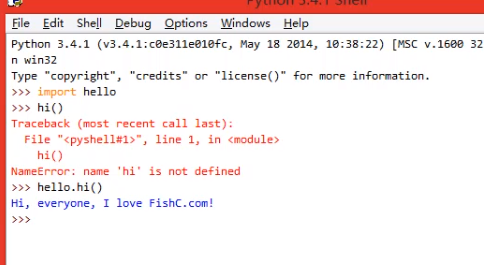 Python 3.4.1 Shell
File Edit Shell Debug Options Windows Help
Python 3.4.1 (v3.4.1:c0e311e010fc, May 18 2014, 10:38:22) [MSC v.1600 32
n win32
Type "copyright", "credits" or "license()" for more information.
>>> import hello
>>> hi()
Traceback (most recent call last):
  File "<pyshell#1>", line 1, in <module>
    hi()
NameError: name 'hi' is not defined
>>> hello.hi()
Hi, everyone, I love FishC.com!
>>>